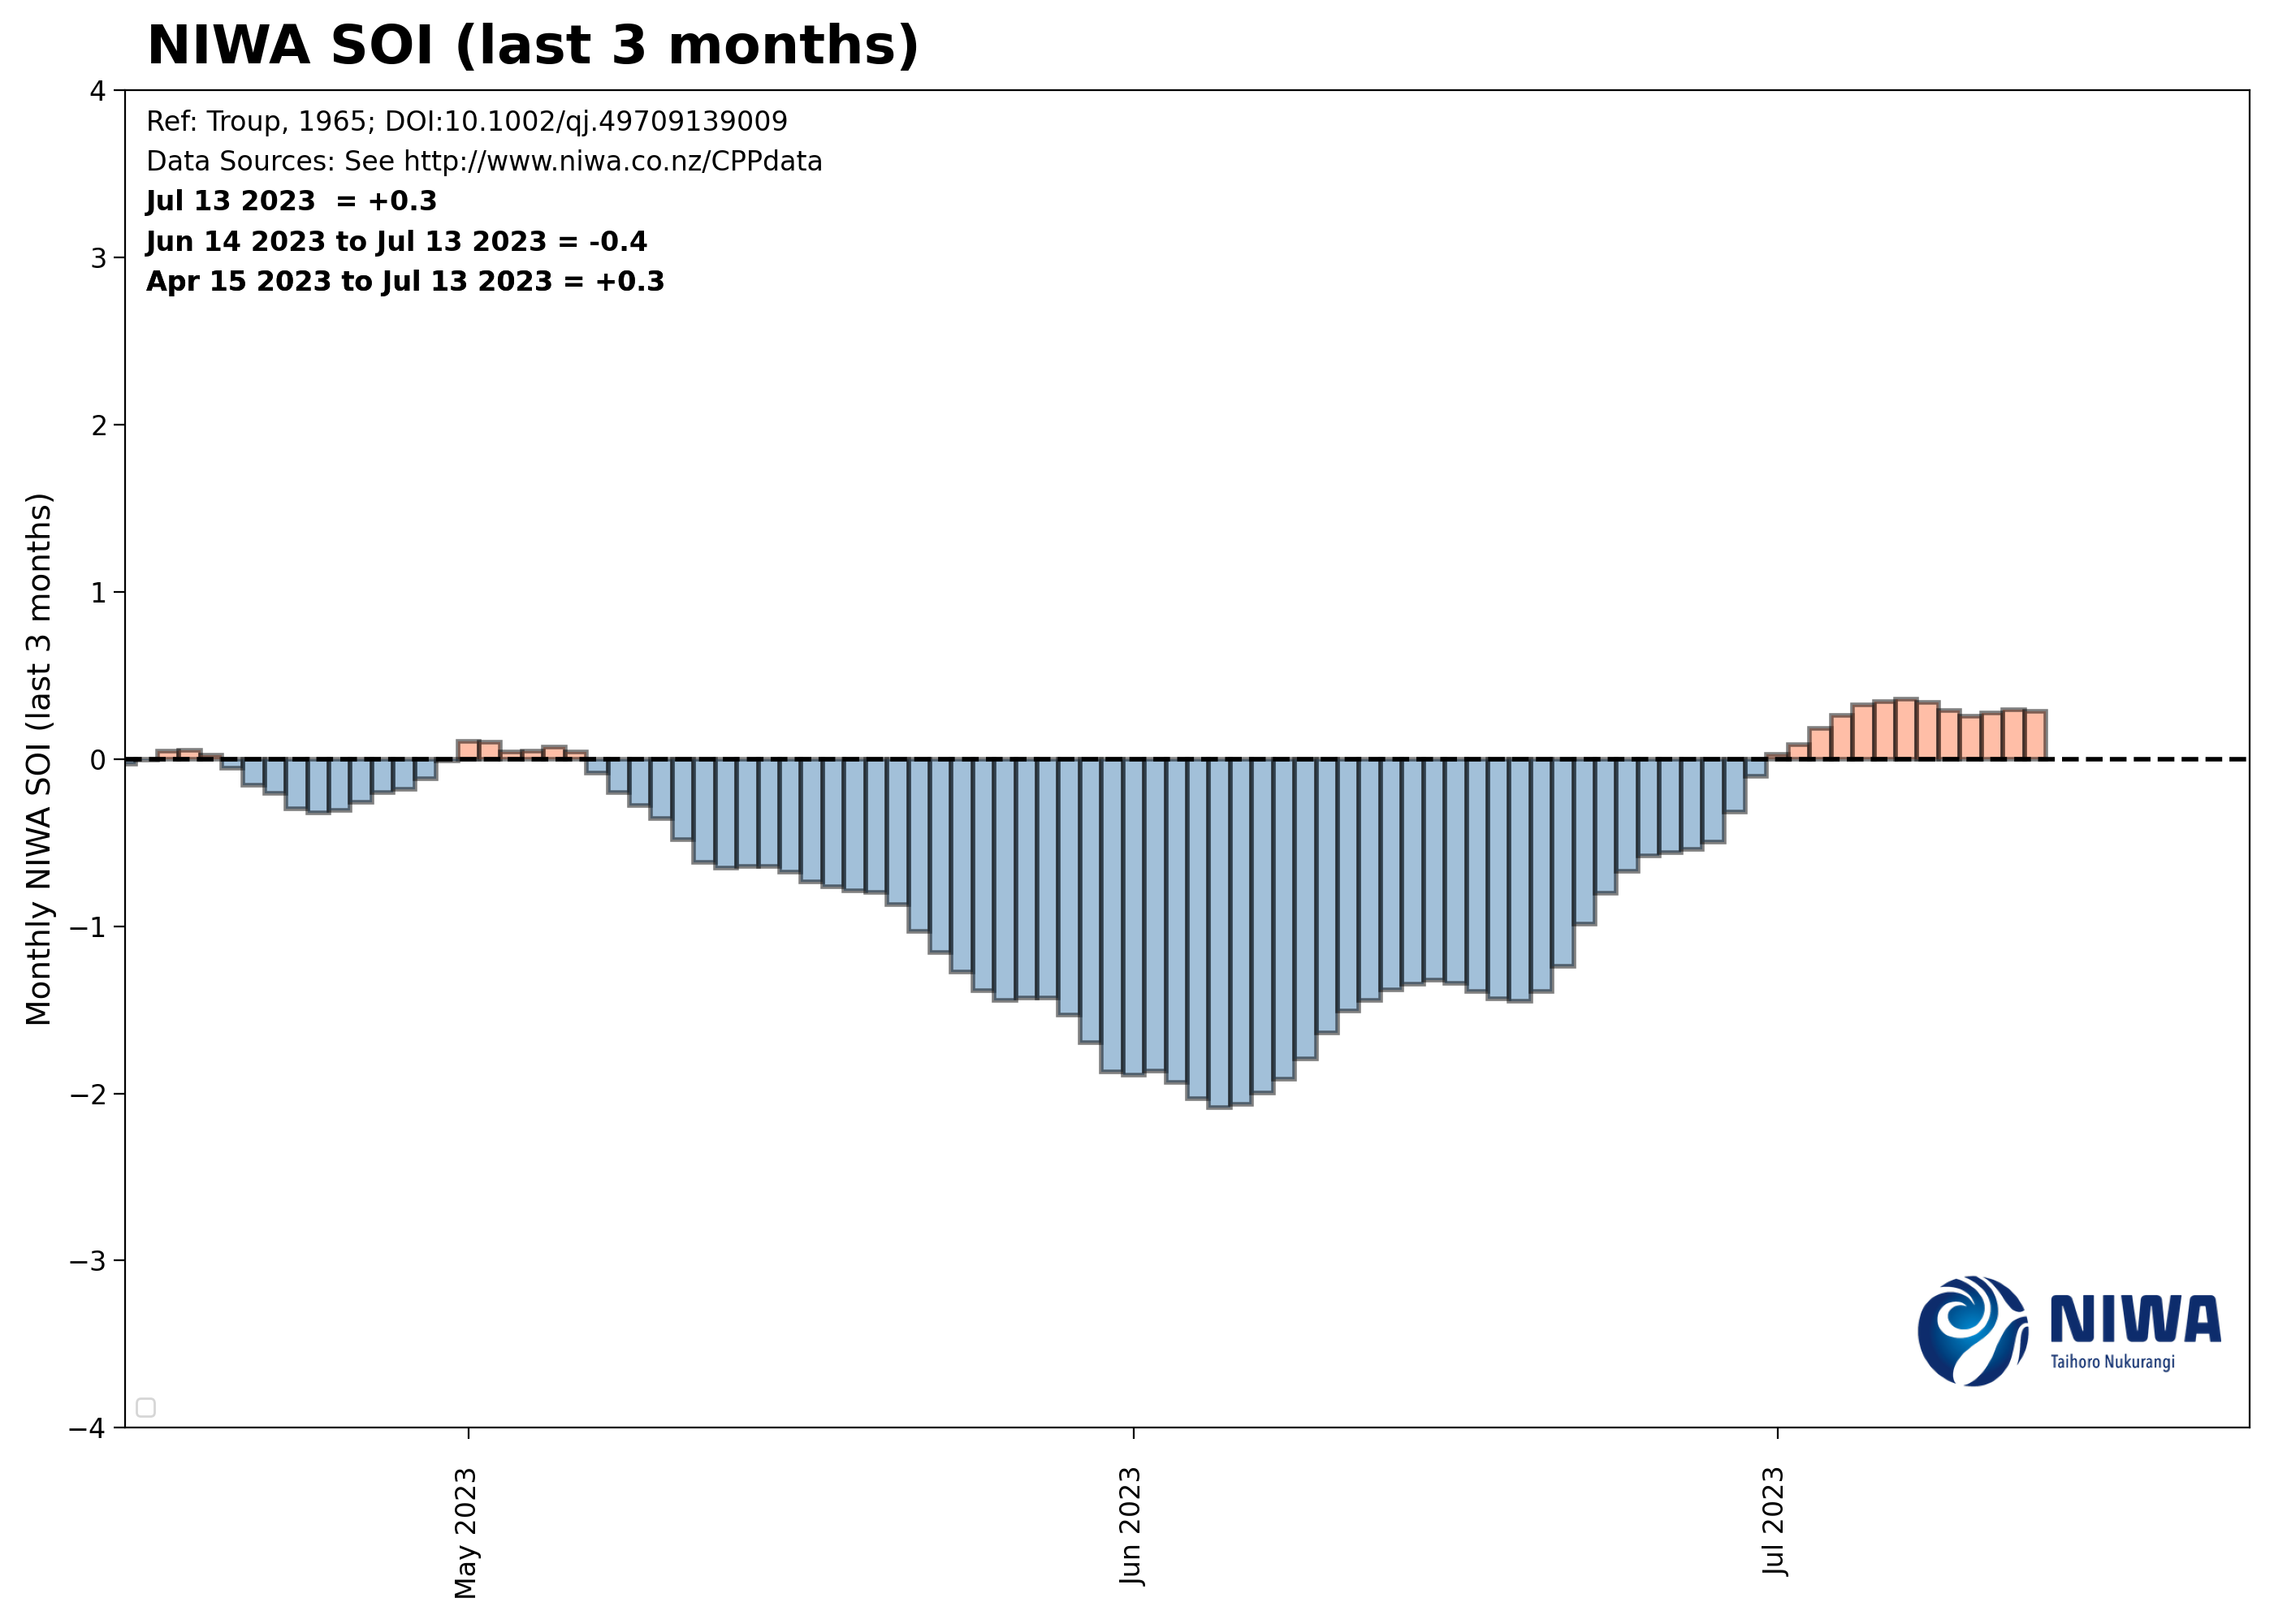 NIWA SOI (last 3 months)
Ref: Troup, 1965; DOI:10.1002/qj.49709139009
Data Sources: See http://www.niwa.co.nz/CPPdata
Jul 13 2023  = +0.3
Jun 14 2023 to Jul 13 2023 = -0.4
Apr 15 2023 to Jul 13 2023 = +0.3
Monthly NIWA SOI (last 3 months)
4
3
2
1
0
−1
−2
−3
−4
May 2023
Jun 2023
Jul 2023
NIWA
Taihoro Nukurangi